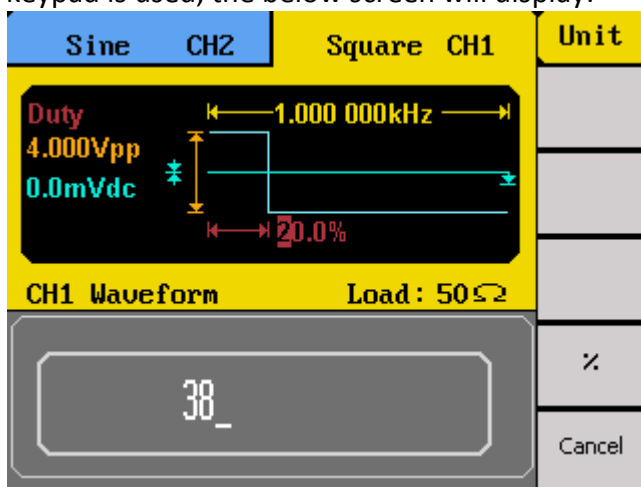 keypad is used, the below screen will display:
Sine CH2 Square CH1 Unit
Duty 1.000 000kHz
4.000Vpp
0.0mVdc
20.0%
CH1 Waveform Load: 50Ω
38_
%
Cancel